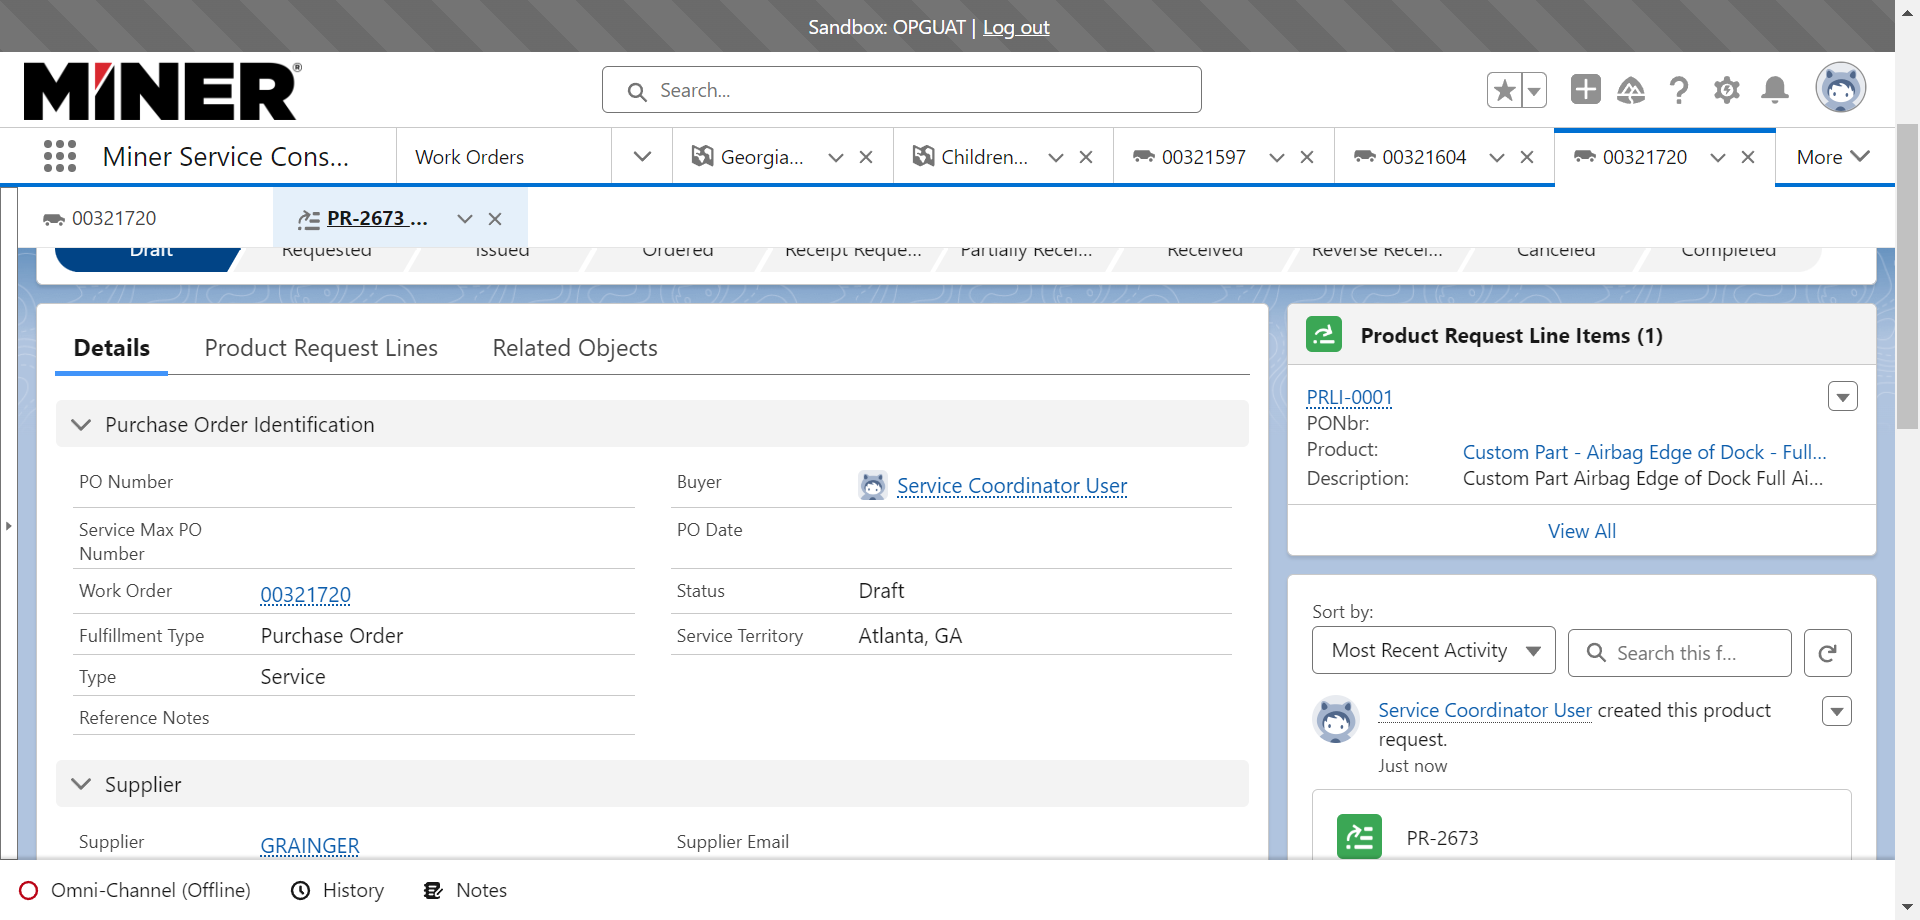 Sandbox: OPGUAT | Log out
MINER®
Search...
Miner Service Cons...
Work Orders
Georgia...
Children...
00321597
00321604
00321720
More
00321720
PR-2673 ...
Draft
Requested
Issued
Ordered
Receipt Reque...
Partially Recei...
Received
Reverse Recei...
Canceled
Completed
Details
Product Request Lines
Related Objects
Purchase Order Identification
PO Number
Buyer
Service Coordinator User
Service Max PO
Number
PO Date
Work Order
00321720
Status
Draft
Fulfillment Type
Purchase Order
Service Territory
Atlanta, GA
Type
Service
Reference Notes
Supplier
Supplier
GRAINGER
Supplier Email
Product Request Line Items (1)
PRLI-0001
PONbr:
Product:
Custom Part - Airbag Edge of Dock - Full...
Description:
Custom Part Airbag Edge of Dock Full Ai...
View All
Sort by:
Most Recent Activity
Search this f...
Service Coordinator User created this product
request.
Just now
PR-2673
Omni-Channel (Offline)
History
Notes